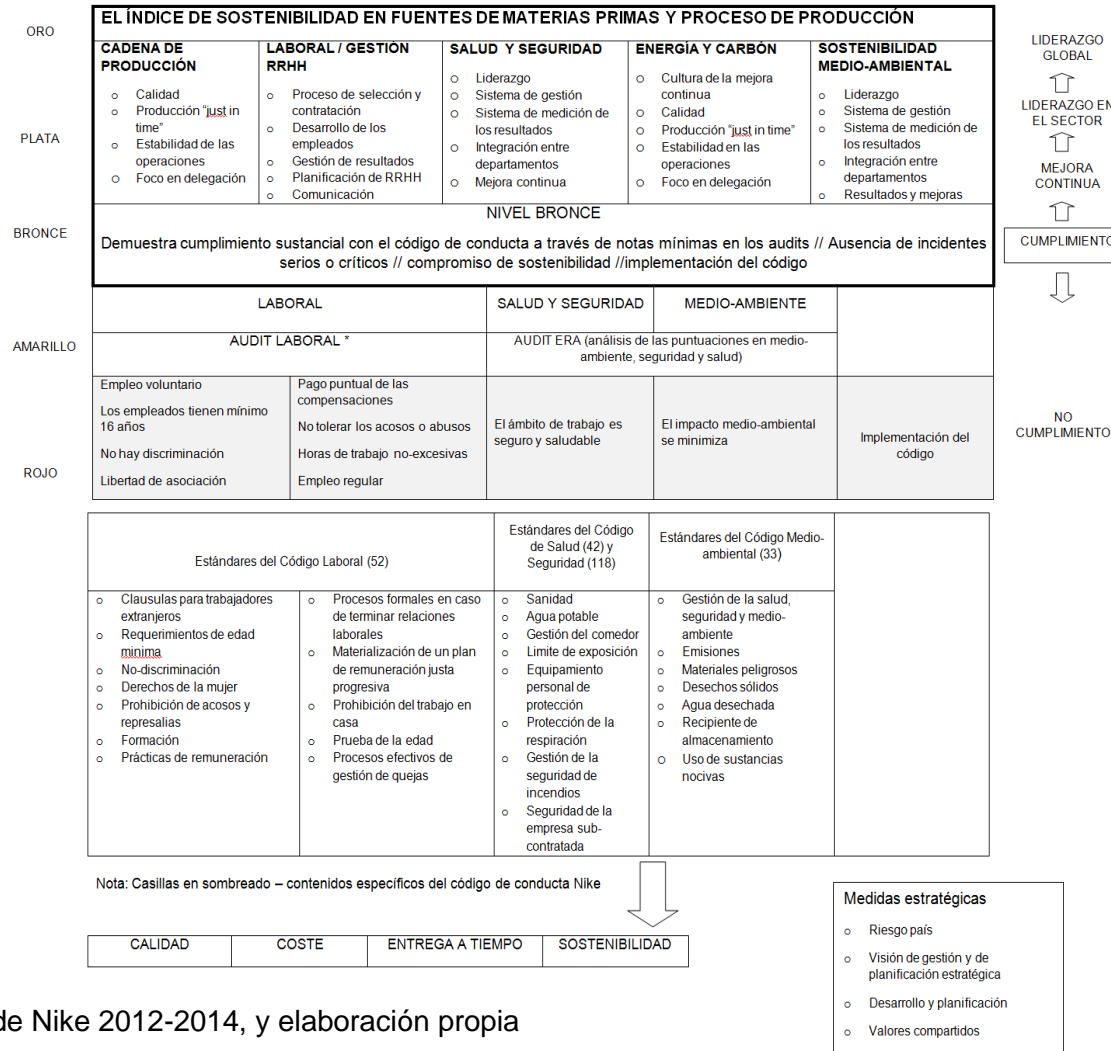 ORO
EL ÍNDICE DE SOSTENIBILIDAD EN FUENTES DE MATERIAS PRIMAS Y PROCESO DE PRODUCCIÓN
CADENA DE
PRODUCCIÓN
o Calidad
o Producción “just in
time”
o Estabilidad de las
operaciones
o Foco en delegación
LABORAL / GESTIÓN
RRHH
o Proceso de selección y
contratación
o Desarrollo de los
empleados
o Gestión de resultados
o Planificación de RRHH
o Comunicación
SALUD Y SEGURIDAD
o Liderazgo
o Sistema de gestión
o Sistema de medición de
los resultados
o Integración entre
departamentos
o Mejora continua
ENERGÍA Y CARBÓN
o Cultura de la mejora
continua
o Calidad
o Producción “just in time”
o Estabilidad en las
operaciones
o Foco en delegación
SOSTENIBILIDAD
MEDIO-AMBIENTAL
o Liderazgo
o Sistema de gestión
o Sistema de medición de
los resultados
o Integración entre
departamentos
o Resultados y mejoras
LIDERAZGO
GLOBAL
LIDERAZGO EN
EL SECTOR
MEJORA
CONTINUA
CUMPLIMIENTO
PLATA
BRONCE
NIVEL BRONCE
Demuestra cumplimiento sustancial con el código de conducta a través de notas mínimas en los audits // Ausencia de incidentes
serios o críticos // compromiso de sostenibilidad //implementación del código
LABORAL
SALUD Y SEGURIDAD
MEDIO-AMBIENTE
AMARILLO
AUDIT LABORAL *
AUDIT ERA (análisis de las puntuaciones en medio-
ambiente, seguridad y salud)
ROJO
Empleo voluntario
Los empleados tienen mínimo
16 años
No hay discriminación
Libertad de asociación
Pago puntual de las
compensaciones
No tolerar los acosos o abusos
Horas de trabajo no-excesivas
Empleo regular
El ámbito de trabajo es
seguro y saludable
El impacto medio-ambiental
se minimiza
Implementación del
código
NO
CUMPLIMIENTO
Estándares del Código Laboral (52)
Estándares del Código
de Salud (42) y
Seguridad (118)
Estándares del Código Medio-
ambiental (33)
o Clausulas para trabajadores
extranjeros
o Requerimientos de edad
minima
o No-discriminación
o Derechos de la mujer
o Prohibición de acosos y
represalias
o Formación
o Prácticas de remuneración
o Procesos formales en caso
de terminar relaciones
laborales
o Materialización de un plan
de remuneración justa
progresiva
o Prohibición del trabajo en
casa
o Prueba de la edad
o Procesos efectivos de
gestión de quejas
o Sanidad
o Agua potable
o Gestión del comedor
o Limite de exposición
o Equipamiento
personal de
protección
o Protección de la
respiración
o Gestión de la
seguridad de
incendios
o Seguridad de la
empresa sub-
contratada
o Gestión de la salud,
seguridad y medio-
ambiente
o Emisiones
o Materiales peligrosos
o Desechos sólidos
o Agua desechada
o Recipiente de
almacenamiento
o Uso de sustancias
nocivas
Nota: Casillas en sombreado – contenidos específicos del código de conducta Nike
CALIDAD
COSTE
ENTREGA A TIEMPO
SOSTENIBILIDAD
Medidas estratégicas
o Riesgo país
o Visión de gestión y de
planificación estratégica
o Desarrollo y planificación
o Valores compartidos
de Nike 2012-2014, y elaboración propia